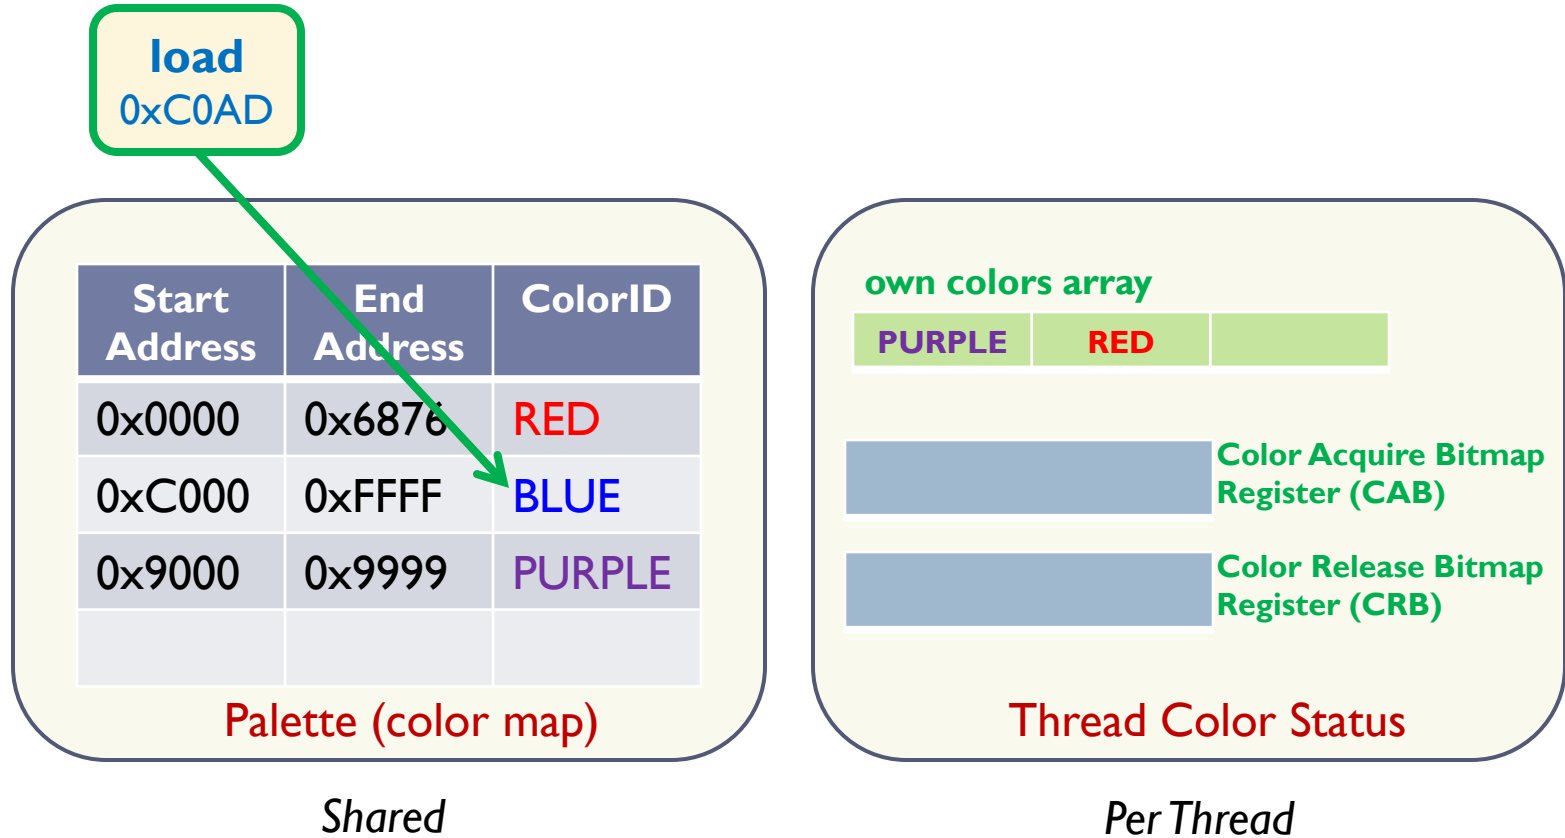 load
0xC0AD
Start Address End Address ColorID
0x0000 0x6876 RED
0xC000 0xFFFF BLUE
0x9000 0x9999 PURPLE
Palette (color map)
Shared
own colors array
PURPLE RED
Color Acquire Bitmap
Register (CAB)
Color Release Bitmap
Register (CRB)
Thread Color Status
Per Thread